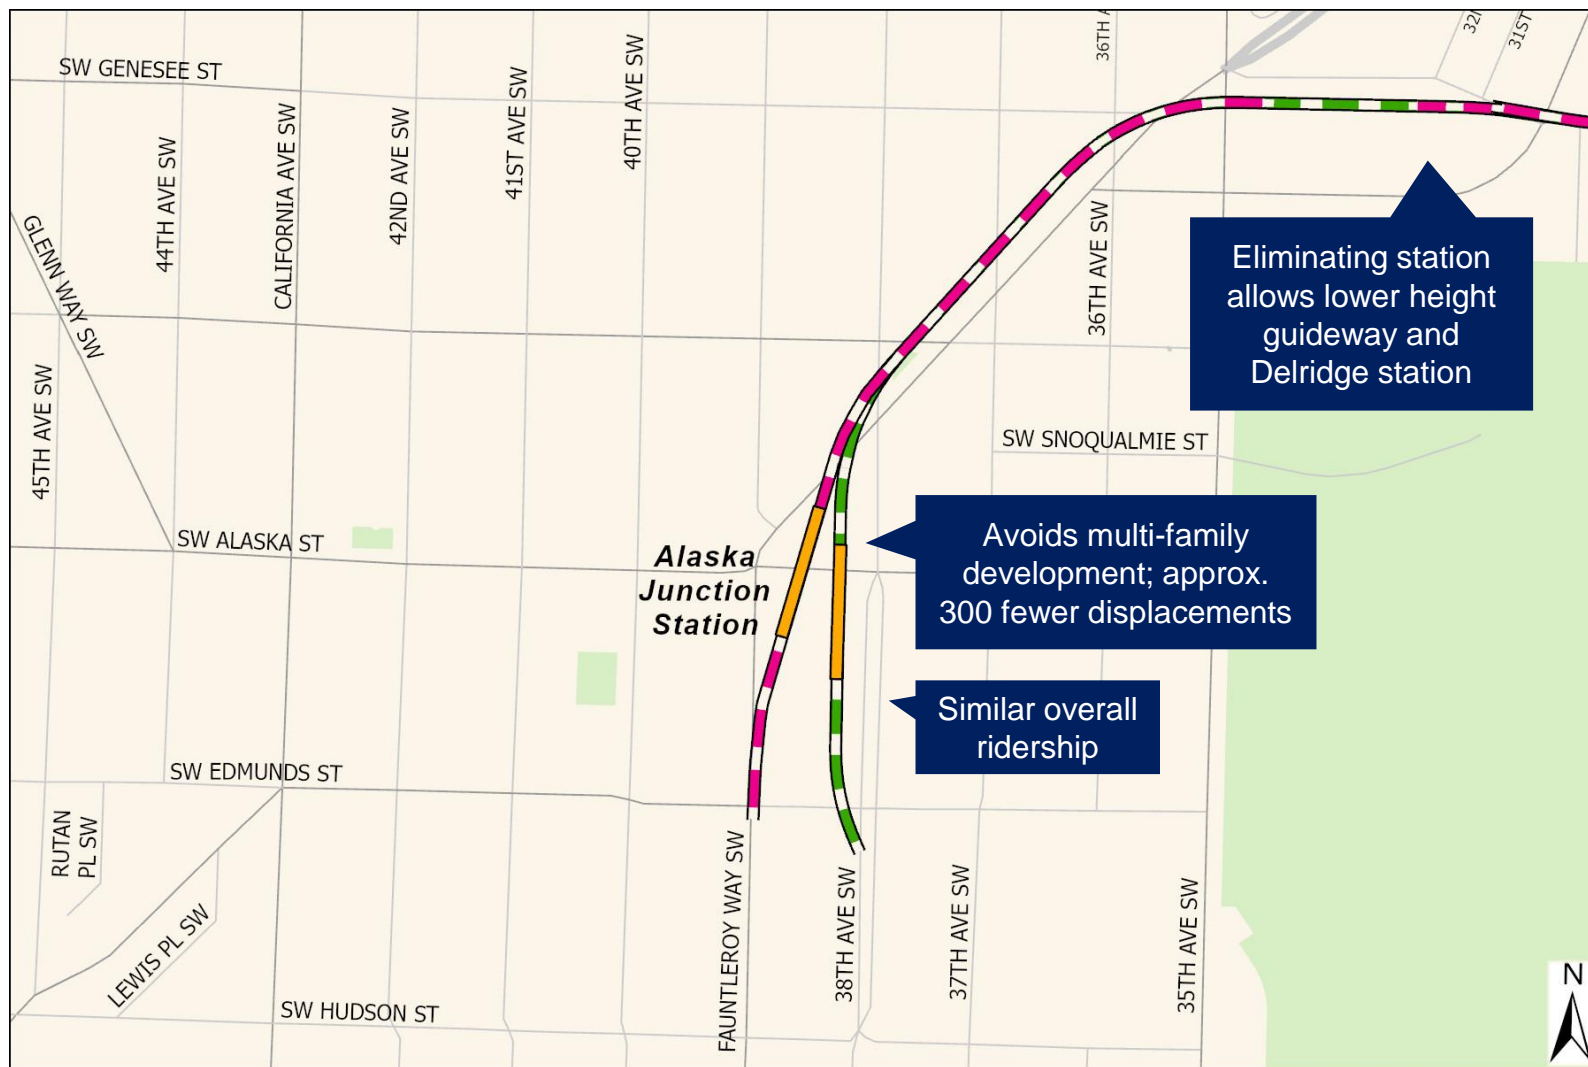 36TH A
32N
31ST
SW GENESEE ST
40TH AVE SW
41ST AVE SW
42ND AVE SW
CALIFORNIA AVE SW
44TH AVE SW
GLENN WAY SW
36TH AVE SW
Eliminating station
allows lower height
guideway and
Delridge station
45TH AVE SW
SW SNOQUALMIE ST
SW ALASKA ST
Alaska
Junction
Station
Avoids multi-family
development; approx.
300 fewer displacements
Similar overall
ridership
SW EDMUNDS ST
RUTAN
PL SW
LEWIS PL SW
FAUNTLEROY WAY SW
38TH AVE SW
37TH AVE SW
35TH AVE SW
SW HUDSON ST
N